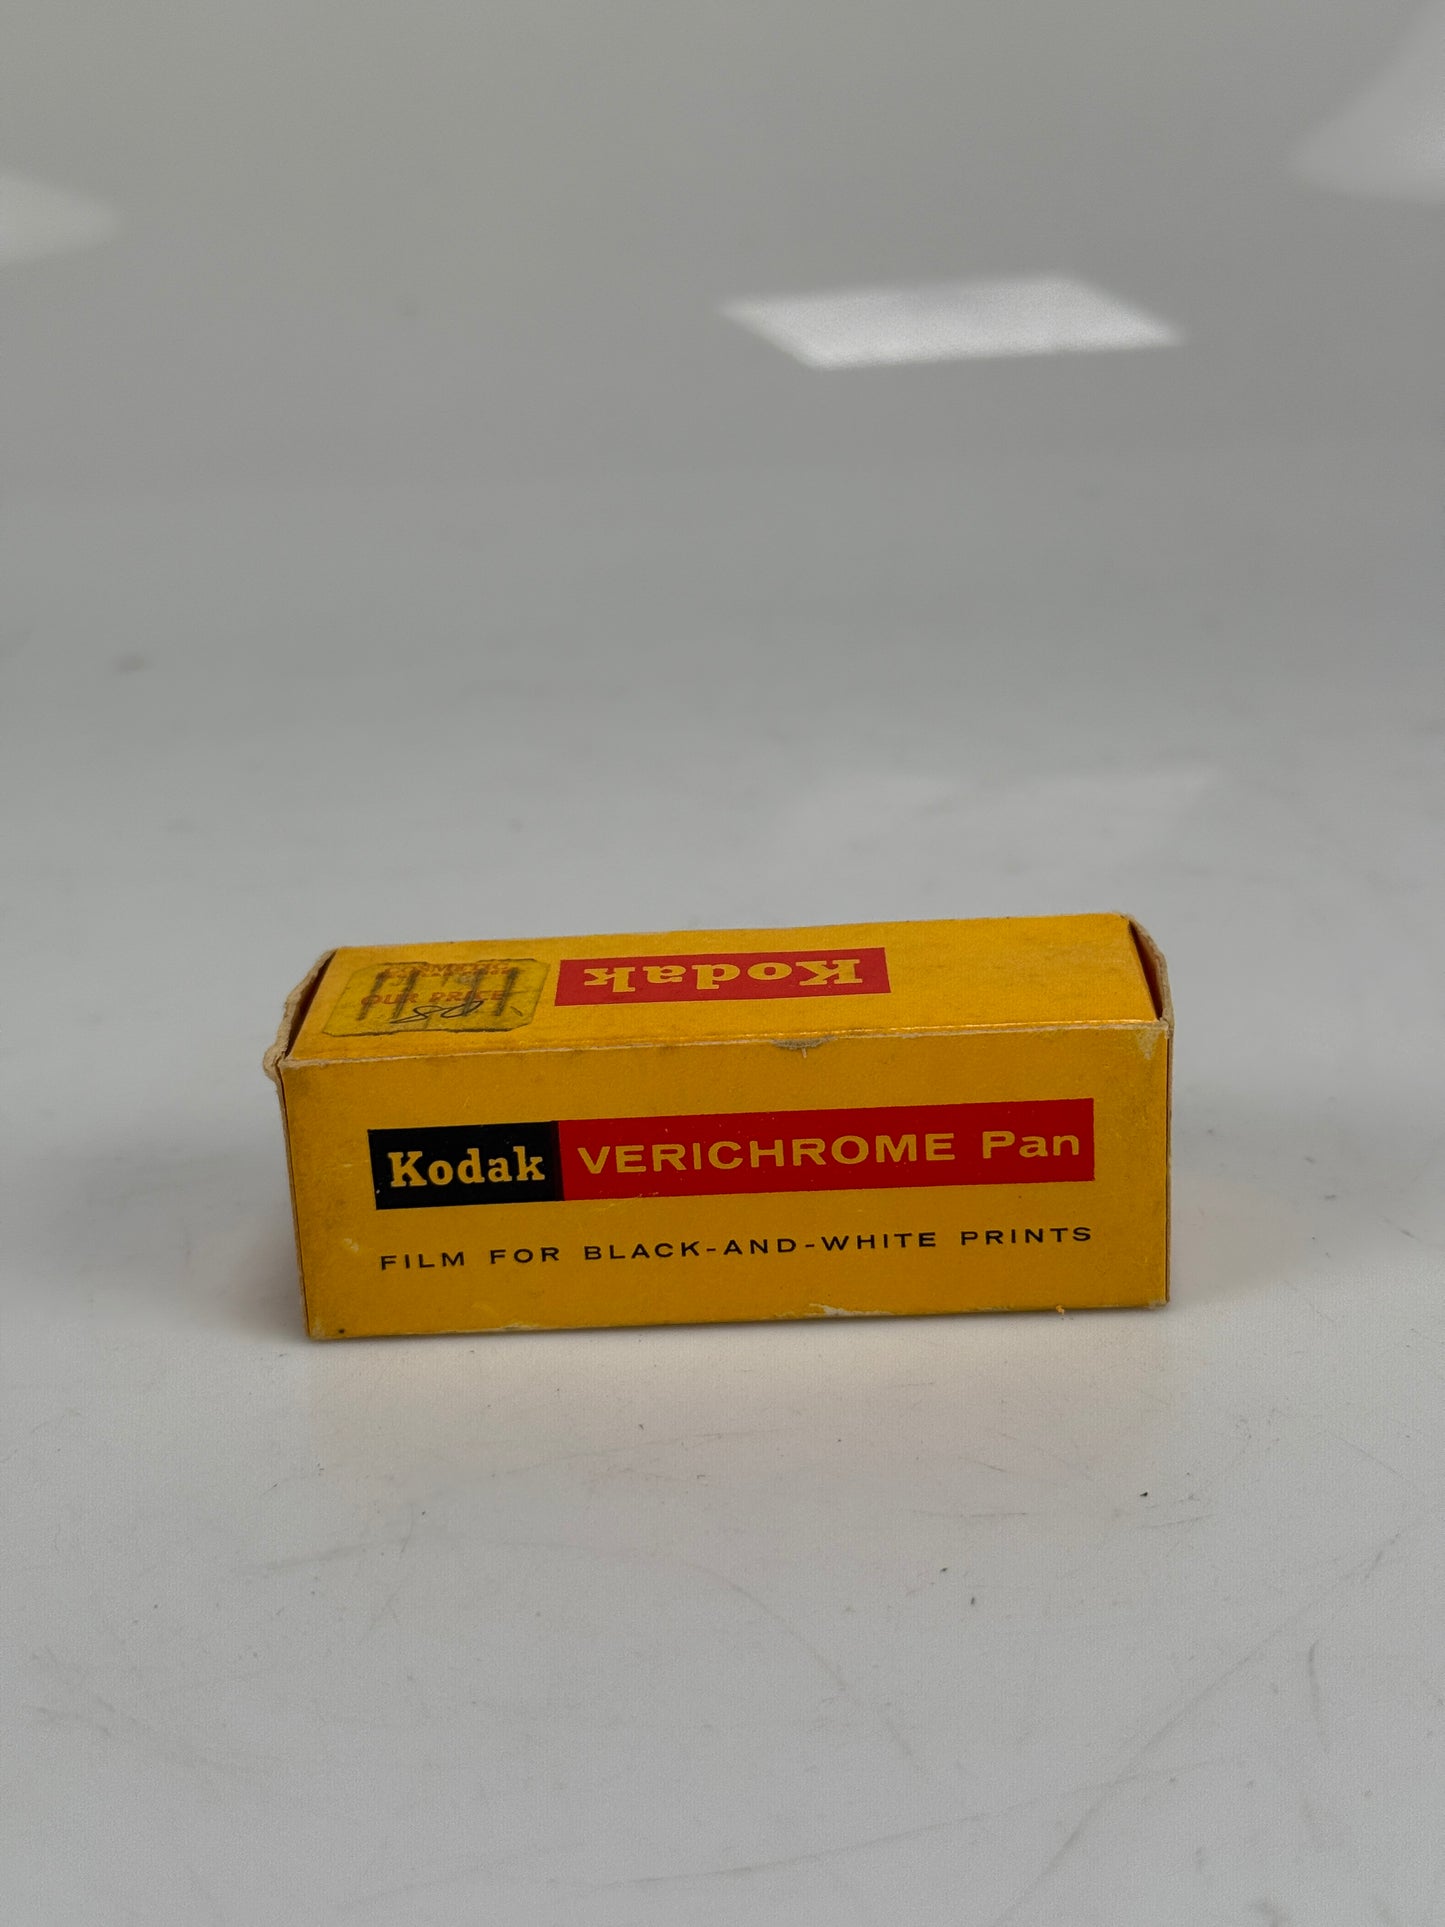 Kodak
OUR PRICE
Kodak VERICHROME Pan
FILM FOR BLACK-AND-WHITE PRINTS